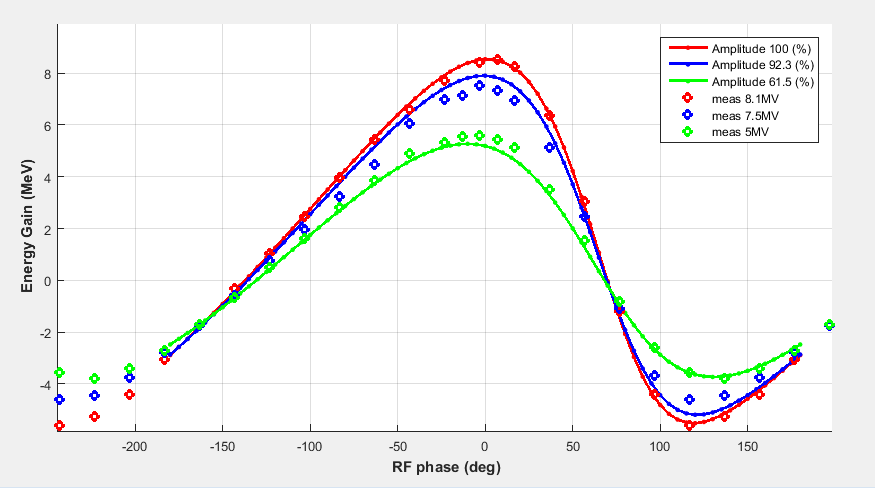 Amplitude 100 (%)
Amplitude 92.3 (%)
Amplitude 61.5 (%)
meas 8.1MV
meas 7.5MV
meas 5MV
Energy Gain (MeV)
8
6
4
2
0
-2
-4
-200 -150 -100 -50 0 50 100 150
RF phase (deg)